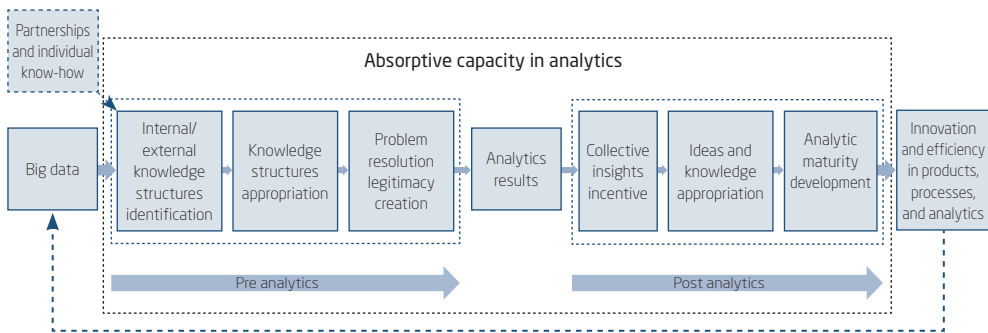 Partnerships
and individual
know-how
Absorptive capacity in analytics
Big data
Internal/
external
knowledge
structures
identification
Knowledge
structures
appropriation
Problem
resolution
legitimacy
creation
Analytics
results
Collective
insights
incentive
Ideas and
knowledge
appropriation
Analytic
maturity
development
Innovation
and efficiency
in products,
processes,
and analytics
Pre analytics
Post analytics